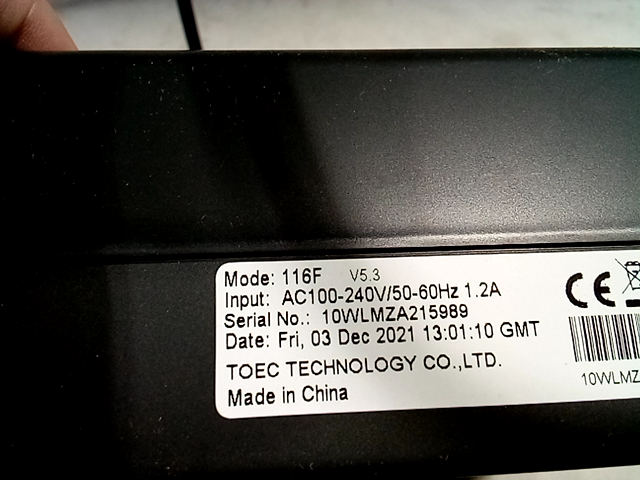 Mode: 116F V5.3
Input: AC100-240V/50-60Hz 1.2A
Serial No.: 10WLMZA215989
Date: Fri, 03 Dec 2021 13:01:10 GMT
TOEC TECHNOLOGY CO.,LTD.
Made in China
CE
10WLMZ